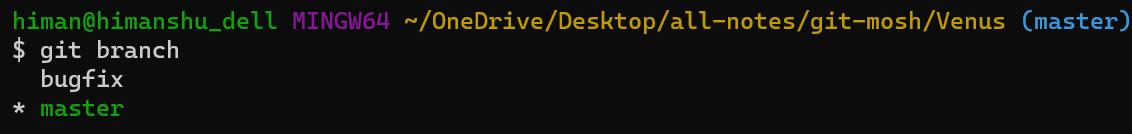 himan@himanshu_dell MINGW64 ~/OneDrive/Desktop/all-notes/git-mosh/Venus (master)
$ git branch
  bugfix
* master